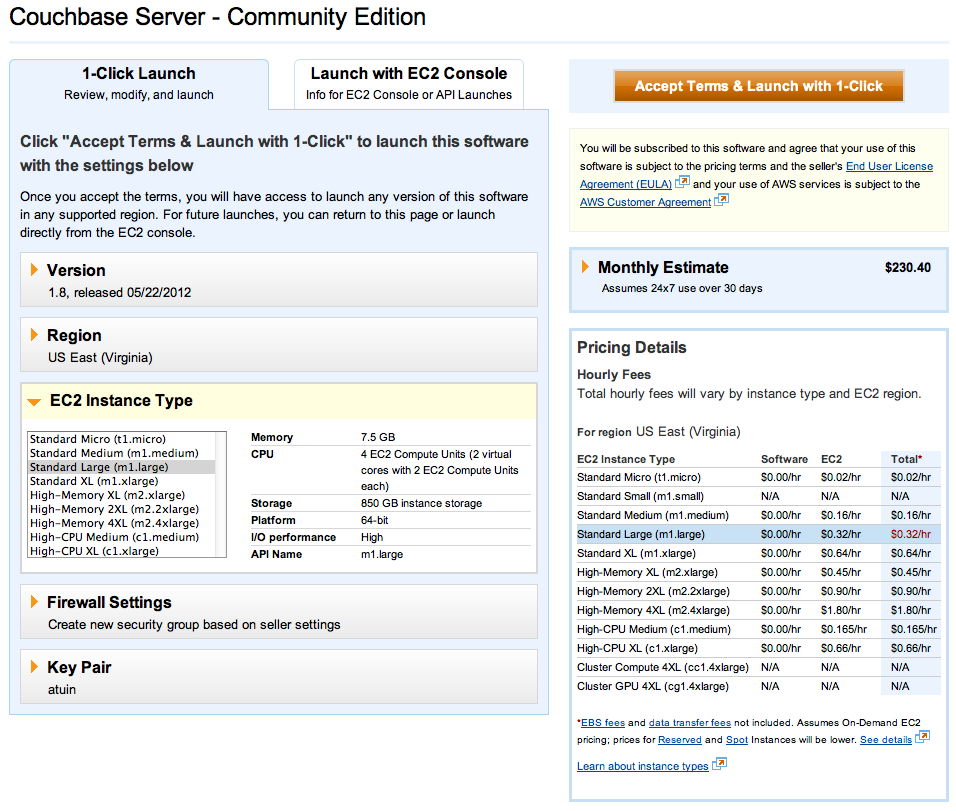 Couchbase Server - Community Edition
1-Click Launch
Review, modify, and launch
Launch with EC2 Console
Info for EC2 Console or API Launches
Click "Accept Terms & Launch with 1-Click" to launch this software
with the settings below
Once you accept the terms, you will have access to launch any version of this software
in any supported region. For future launches, you can return to this page or launch
directly from the EC2 console.
Version
1.8, released 05/22/2012
Region
US East (Virginia)
EC2 Instance Type
Standard Micro (t1.micro)
Standard Medium (m1.medium)
Standard Large (m1.large)
Standard XL (m1.xlarge)
High-Memory XL (m2.xlarge)
High-Memory 2XL (m2.2xlarge)
High-Memory 4XL (m2.4xlarge)
High-CPU Medium (c1.medium)
High-CPU XL (c1.xlarge)
Memory 7.5 GB
CPU 4 EC2 Compute Units (2 virtual
cores with 2 EC2 Compute Units
each)
Storage 850 GB instance storage
Platform 64-bit
I/O performance High
API Name m1.large
Firewall Settings
Create new security group based on seller settings
Key Pair
atuin
Accept Terms & Launch with 1-Click
You will be subscribed to this software and agree that your use of this
software is subject to the pricing terms and the seller's End User License
Agreement (EULA) and your use of AWS services is subject to the
AWS Customer Agreement
Monthly Estimate $230.40
Assumes 24x7 use over 30 days
Pricing Details
Hourly Fees
Total hourly fees will vary by instance type and EC2 region.
For region US East (Virginia)
EC2 Instance Type Software EC2 Total*
Standard Micro (t1.micro) $0.00/hr $0.02/hr $0.02/hr
Standard Small (m1.small) N/A N/A N/A
Standard Medium (m1.medium) $0.00/hr $0.16/hr $0.16/hr
Standard Large (m1.large) $0.00/hr $0.32/hr $0.32/hr
Standard XL (m1.xlarge) $0.00/hr $0.64/hr $0.64/hr
High-Memory XL (m2.xlarge) $0.00/hr $0.45/hr $0.45/hr
High-Memory 2XL (m2.2xlarge) $0.00/hr $0.90/hr $0.90/hr
High-Memory 4XL (m2.4xlarge) $0.00/hr $1.80/hr $1.80/hr
High-CPU Medium (c1.medium) $0.00/hr $0.165/hr $0.165/hr
High-CPU XL (c1.xlarge) $0.00/hr $0.66/hr $0.66/hr
Cluster Compute 4XL (cc1.4xlarge) N/A N/A N/A
Cluster GPU 4XL (cg1.4xlarge) N/A N/A N/A
*EBS fees and data transfer fees not included. Assumes On-Demand EC2
pricing; prices for Reserved and Spot Instances will be lower. See details
Learn about instance types